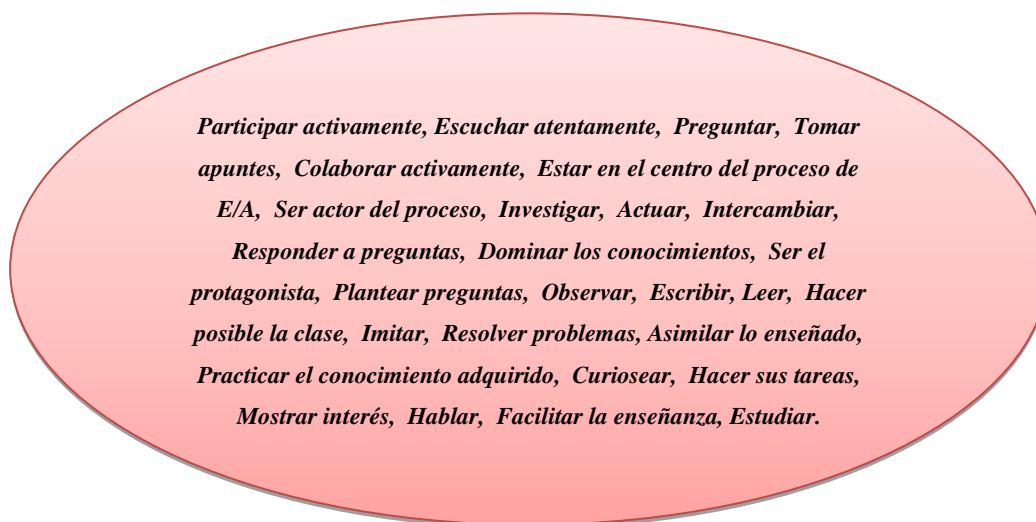 Participar activamente, Escuchar atentamente, Preguntar, Tomar
apuntes, Colaborar activamente, Estar en el centro del proceso de
E/A, Ser actor del proceso, Investigar, Actuar, Intercambiar,
Responder a preguntas, Dominar los conocimientos, Ser el
protagonista, Plantear preguntas, Observar, Escribir, Leer, Hacer
posible la clase, Imitar, Resolver problemas, Asimilar lo enseñado,
Practicar el conocimiento adquirido, Curiosear, Hacer sus tareas,
Mostrar interés, Hablar, Facilitar la enseñanza, Estudiar.